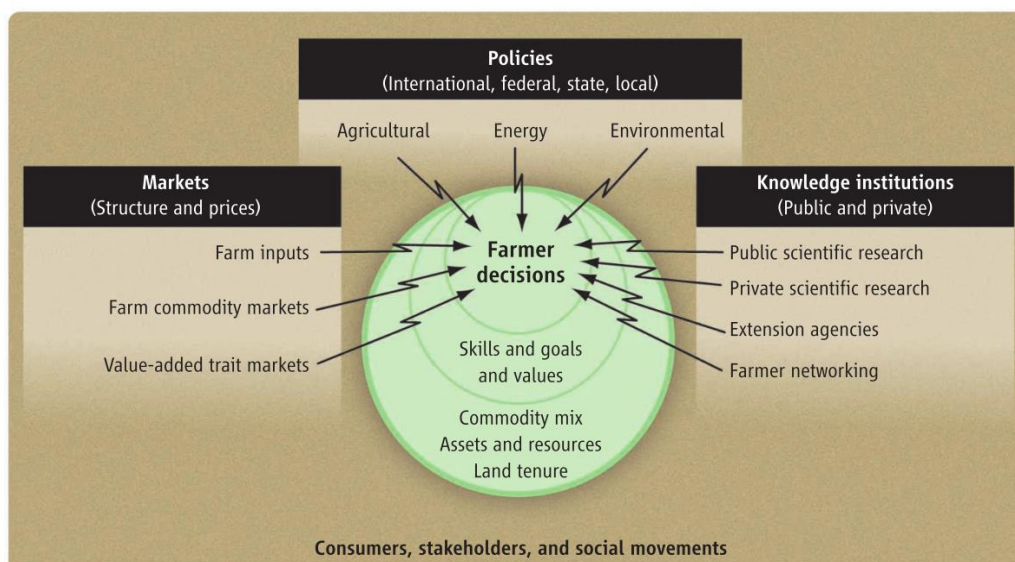 Policies
(International, federal, state, local)
Agricultural
Energy
Environmental
Markets
(Structure and prices)
Farm inputs
Farm commodity markets
Value-added trait markets
Knowledge institutions
(Public and private)
Public scientific research
Private scientific research
Extension agencies
Farmer networking
Farmer
decisions
Skills and goals
and values
Commodity mix
Assets and resources
Land tenure
Consumers, stakeholders, and social movements